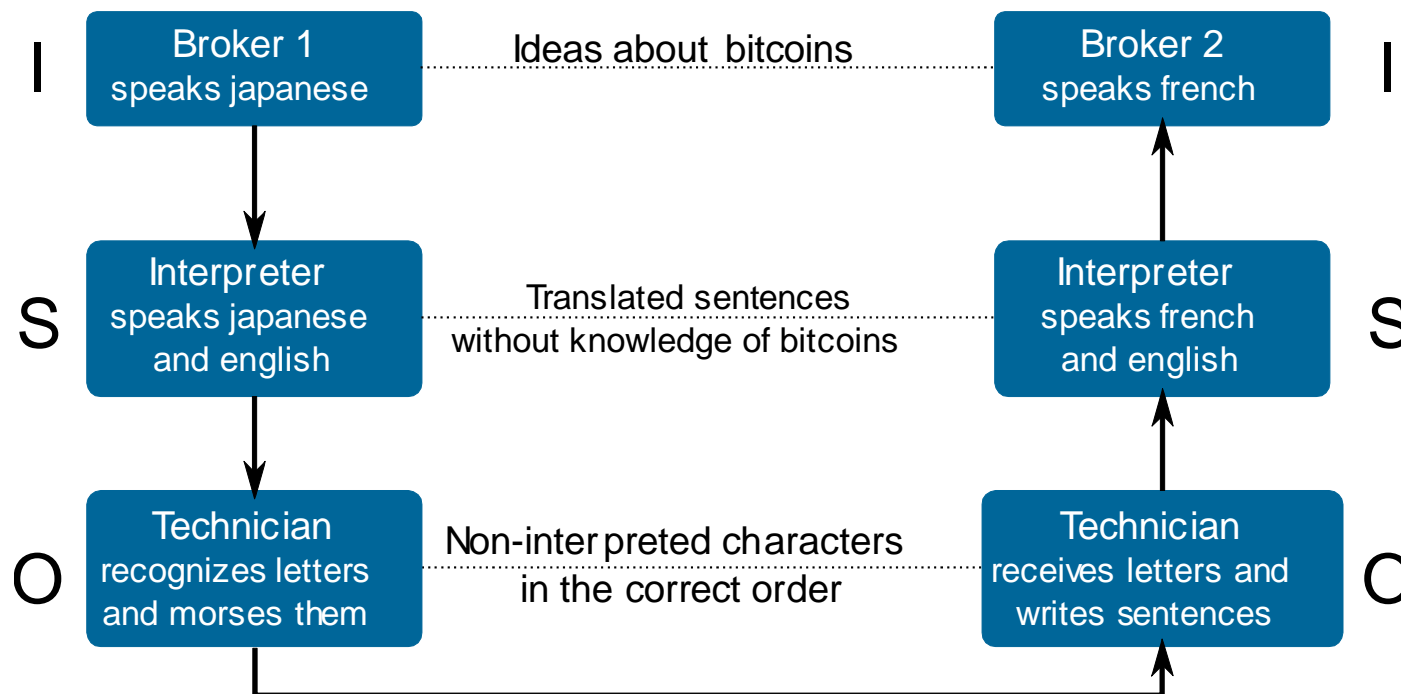 I
Broker 1
speaks japanese
Ideas about bitcoins
Broker 2
speaks french
I
S
Interpreter
speaks japanese
and english
Translated sentences
without knowledge of bitcoins
Interpreter
speaks french
and english
S
O
Technician
recognizes letters
and morses them
Non-interpreted characters
in the correct order
Technician
receives letters and
writes sentences
O